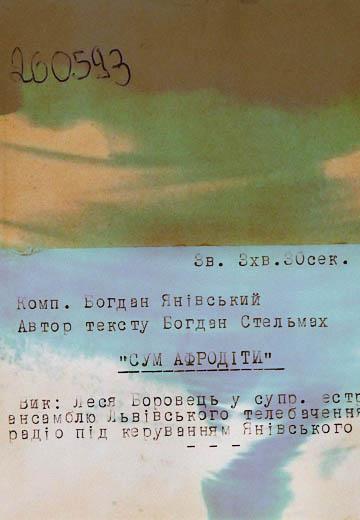 260593
Зв. 3хв.30сек.
Комп. Богдан Янівський
Автор тексту Богдан Стельмах
"СУМ АФРОДІТИ"
Вик: Леся Боровець у супр. естр
ансамблю Львівського телебачення
радіо під керуванням Янівського